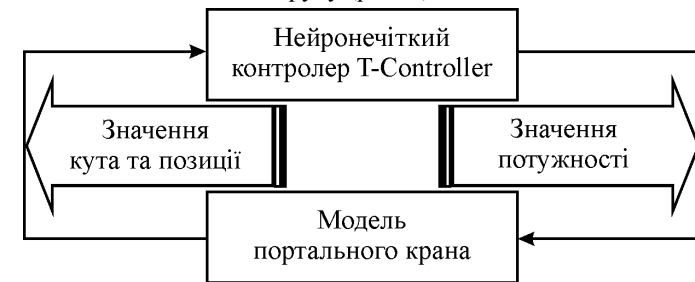 Нейронечіткий
контролер T-Controller
Значення
кута та позиції
Значення
потужності
Модель
портального крана